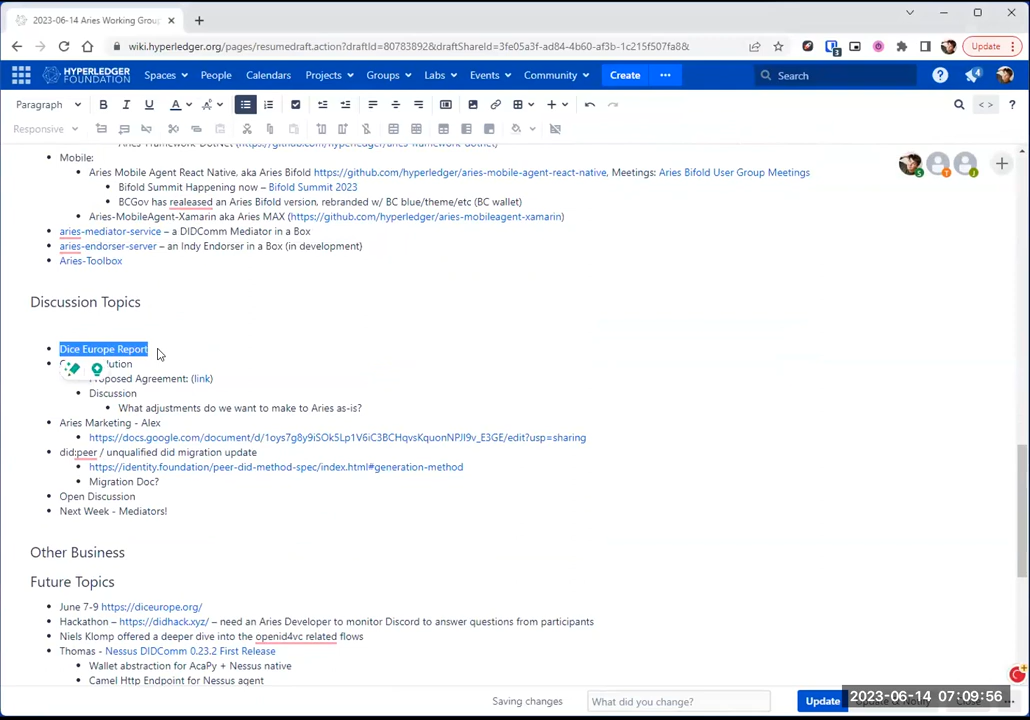 2023-06-14 Aries Working Group
wiki.hyperledger.org/pages/resumedraft.action?draftId=80783892&draftShareId=3fe05a3f-ad84-4b60-af3b-1c215f507fa8&
Update
HYPERLEDGER FOUNDATION
Spaces
People
Calendars
Projects
Groups
Labs
Events
Community
Create
Search
Paragraph
Responsive
Mobile:
Aries Mobile Agent React Native, aka Aries Bifold https://github.com/hyperledger/aries-mobile-agent-react-native, Meetings: Aries Bifold User Group Meetings
Bifold Summit Happening now – Bifold Summit 2023
BCGov has realeased an Aries Bifold version, rebranded w/ BC blue/theme/etc (BC wallet)
Aries-MobileAgent-Xamarin aka Aries MAX (https://github.com/hyperledger/aries-mobileagent-xamarin)
aries-mediator-service – a DIDComm Mediator in a Box
aries-endorser-server – an Indy Endorser in a Box (in development)
Aries-Toolbox
Discussion Topics
Dice Europe Report
Proposed Agreement: (link)
Discussion
What adjustments do we want to make to Aries as-is?
Aries Marketing - Alex
https://docs.google.com/document/d/1oys7g8y9iSOk5Lp1V6iC3BCHqvsKquonNPJI9v_E3GE/edit?usp=sharing
did:peer / unqualified did migration update
https://identity.foundation/peer-did-method-spec/index.html#generation-method
Migration Doc?
Open Discussion
Next Week - Mediators!
Other Business
Future Topics
June 7-9 https://diceurope.org/
Hackathon – https://didhack.xyz/ – need an Aries Developer to monitor Discord to answer questions from participants
Niels Klomp offered a deeper dive into the openid4vc related flows
Thomas - Nessus DIDComm 0.23.2 First Release
Wallet abstraction for AcaPy + Nessus native
Camel Http Endpoint for Nessus agent
Saving changes
What did you change?
Update
2023-06-14 07:09:56